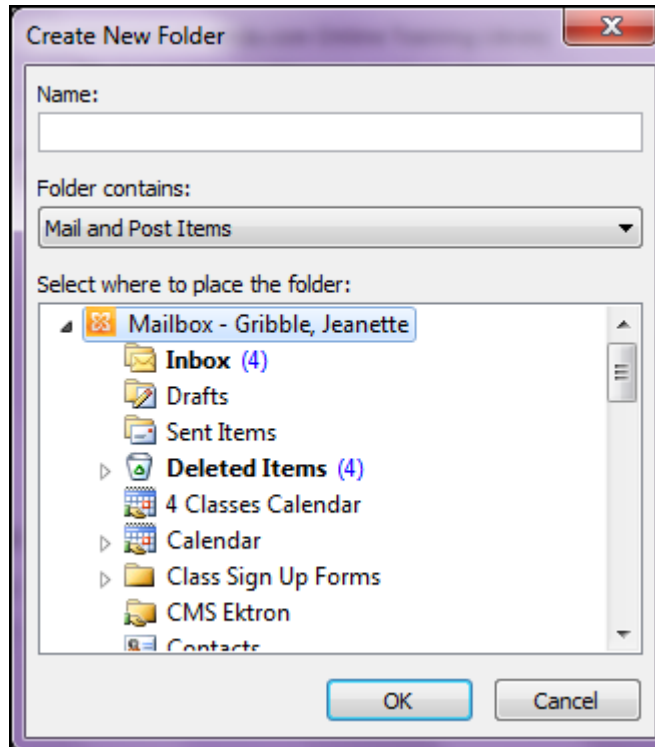 Create New Folder
Name:
Folder contains:
Mail and Post Items
Select where to place the folder:
Mailbox - Gribble, Jeanette
Inbox (4)
Drafts
Sent Items
Deleted Items (4)
4 Classes Calendar
Calendar
Class Sign Up Forms
CMS Ektron
Contacts
OK Cancel